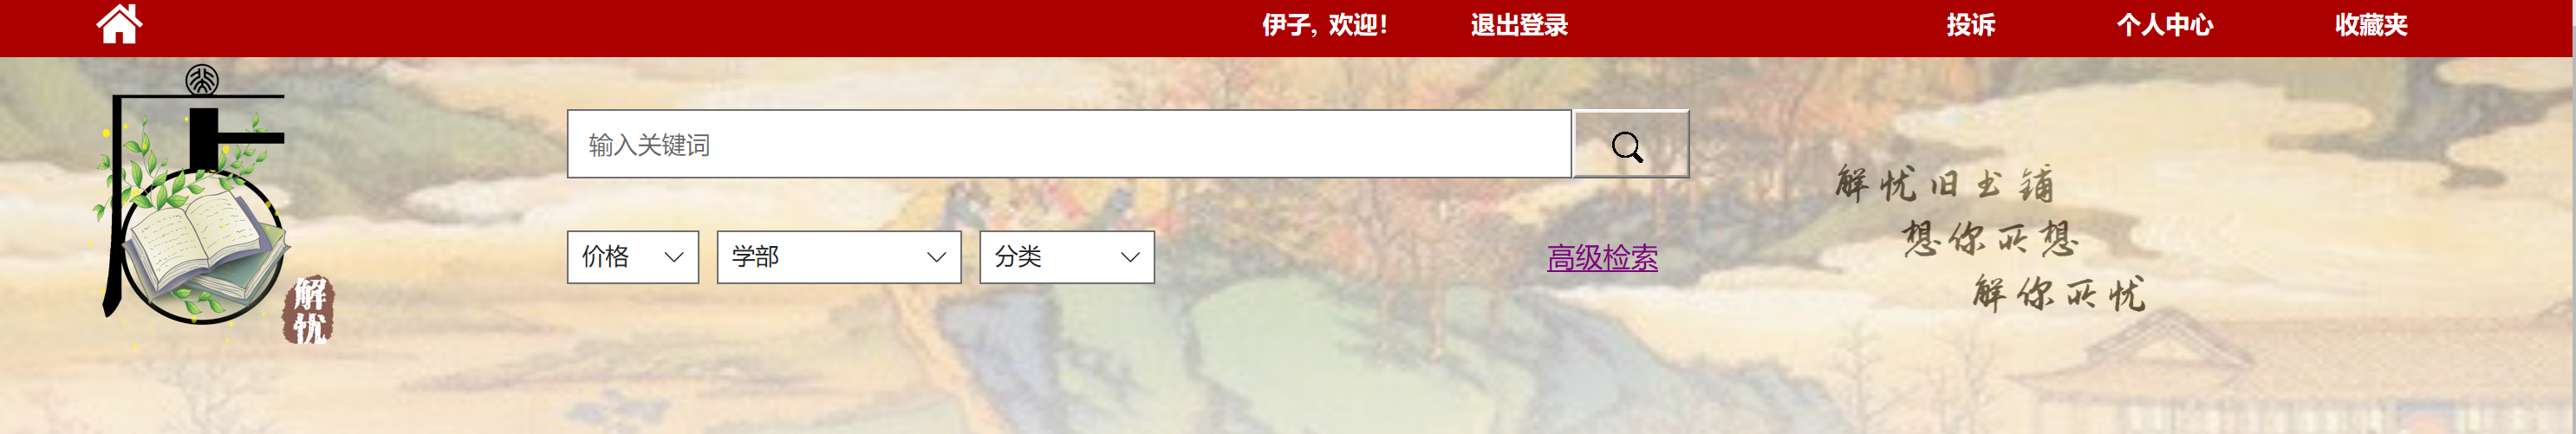 伊子, 欢迎! 退出登录 投诉 个人中心 收藏夹
输入关键词
解忧旧书铺
想你所想
解你所忧
价格 学部 分类 高级检索
解
忧